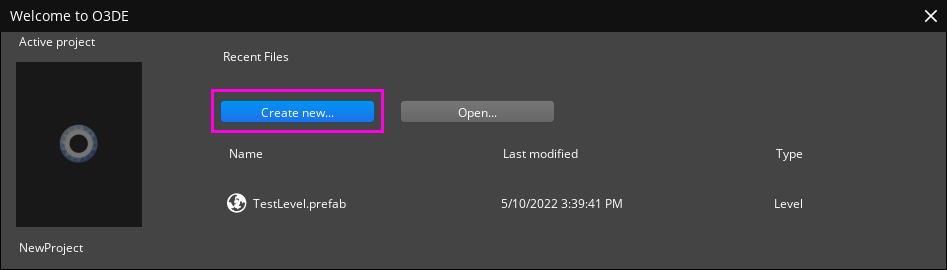 Welcome to O3DE
Active project
Recent Files
Create new... Open...
Name Last modified Type
TestLevel.prefab 5/10/2022 3:39:41 PM Level
NewProject